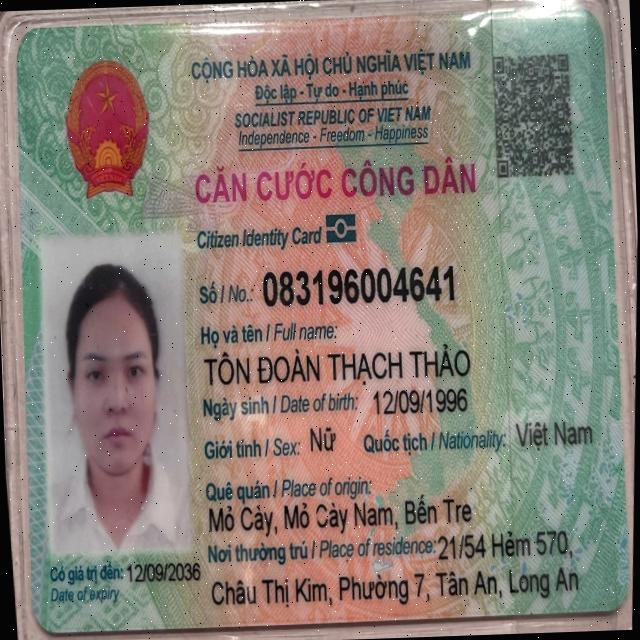 CỘNG HÒA XÃ HỘI CHỦ NGHĨA VIỆT NAM
Độc lập - Tự do - Hạnh phúc
SOCIALIST REPUBLIC OF VIET NAM
Independence - Freedom - Happiness
CĂN CƯỚC CÔNG DÂN
Citizen Identity Card
Số / No.: 083196004641
Họ và tên / Full name:
TÔN ĐOÀN THẠCH THẢO
Ngày sinh / Date of birth: 12/09/1996
Giới tính / Sex: Nữ Quốc tịch / Nationality: Việt Nam
Quê quán / Place of origin:
Mỏ Cày, Mỏ Cày Nam, Bến Tre
Nơi thường trú / Place of residence: 21/54 Hẻm 570,
Châu Thị Kim, Phường 7, Tân An, Long An
Có giá trị đến: 12/09/2036
Date of expiry